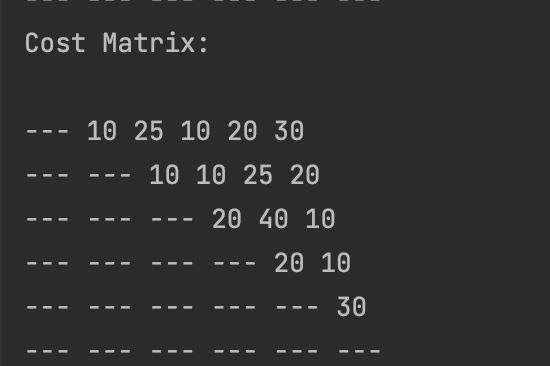 --- --- --- --- --- ---
Cost Matrix:
--- 10 25 10 20 30
--- --- 10 10 25 20
--- --- --- 20 40 10
--- --- --- --- 20 10
--- --- --- --- --- 30
--- --- --- --- --- ---